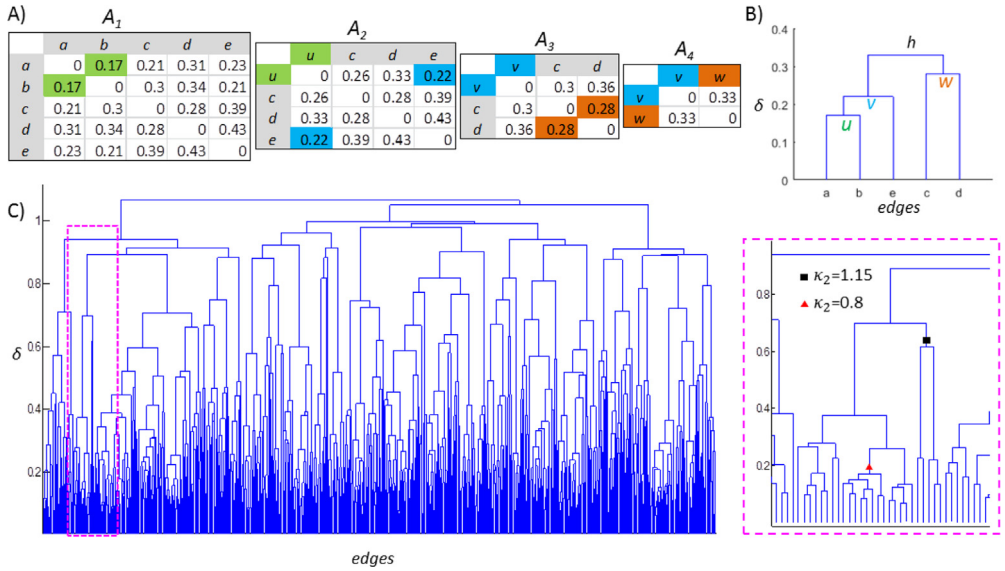 A)
A₁
a b c d e
a 0 0.17 0.21 0.31 0.23
b 0.17 0 0.3 0.34 0.21
c 0.21 0.3 0 0.28 0.39
d 0.31 0.34 0.28 0 0.43
e 0.23 0.21 0.39 0.43 0
A₂
u c d e
u 0 0.26 0.33 0.22
c 0.26 0 0.28 0.39
d 0.33 0.28 0 0.43
e 0.22 0.39 0.43 0
A₃
v c d
v 0 0.3 0.36
c 0.3 0 0.28
d 0.36 0.28 0
A₄
v w
v 0 0.33
w 0.33 0
B)
0.4
0.3
0.2
0.1
0
δ
h
w
v
u
a b e c d
edges
C)
1
0.8
0.6
0.4
0.2
δ
edges
0.8
0.6
0.4
0.2
κ₂=1.15
κ₂=0.8